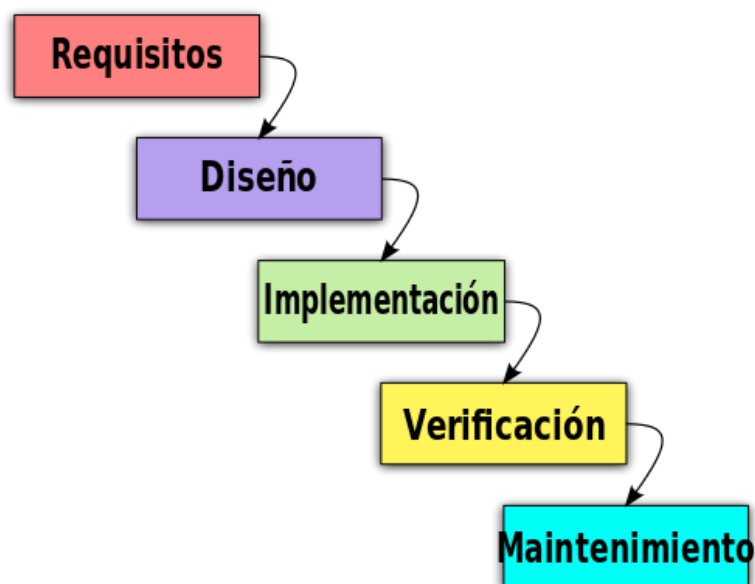 Requisitos
Diseño
Implementación
Verificación
Maintenimiento